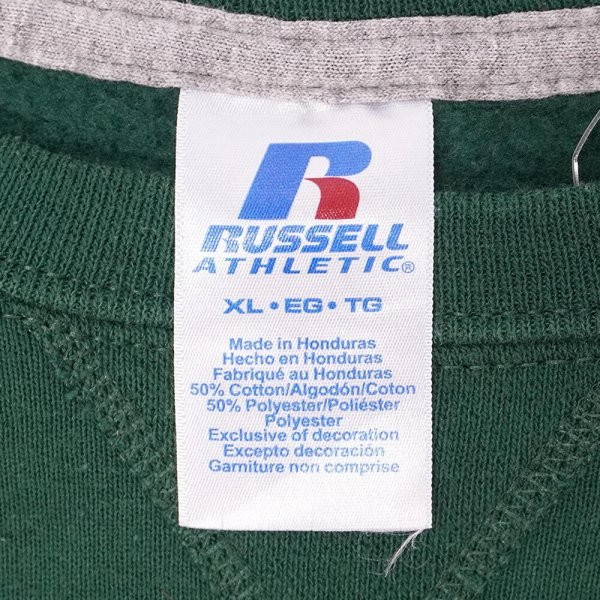 R
RUSSELL
ATHLETIC®
XL • EG • TG
Made in Honduras
Hecho en Honduras
Fabriqué au Honduras
50% Cotton/Algodón/Coton
50% Polyester/Poliéster
Polyester
Exclusive of decoration
Excepto decoración
Garniture non comprise